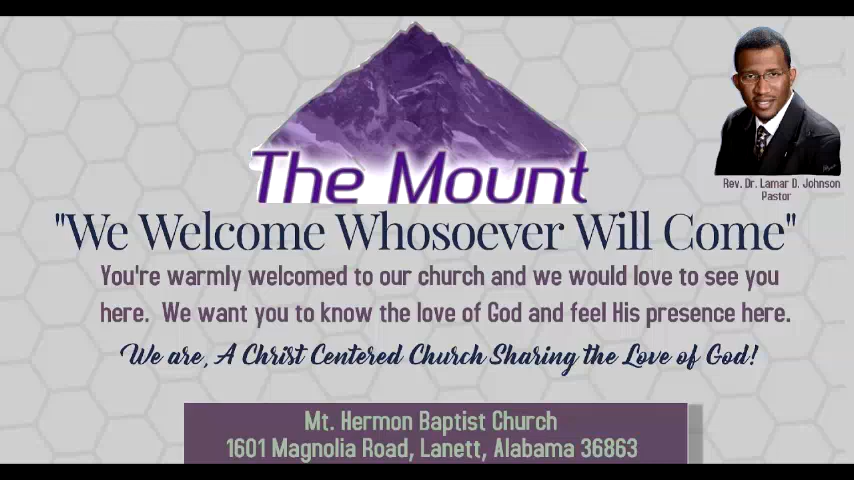 The Mount
Rev. Dr. Lamar D. Johnson
Pastor
"We Welcome Whosoever Will Come"
You're warmly welcomed to our church and we would love to see you
here. We want you to know the love of God and feel His presence here.
We are, A Christ Centered Church Sharing the Love of God!
Mt. Hermon Baptist Church
1601 Magnolia Road, Lanett, Alabama 36863